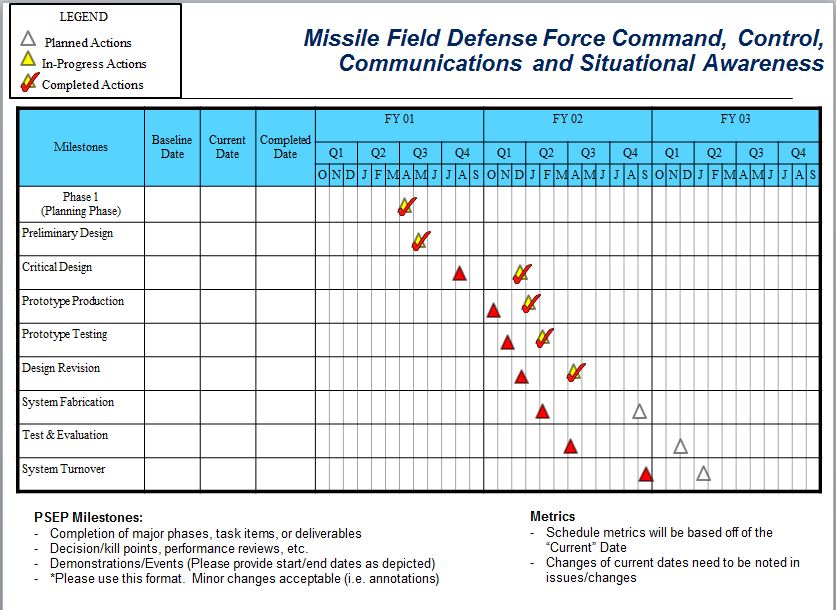 LEGEND
Planned Actions
In-Progress Actions
Completed Actions
Missile Field Defense Force Command, Control,
Communications and Situational Awareness
Milestones
Baseline
Date
Current
Date
Completed
Date
FY 01 FY 02 FY 03
Q1 Q2 Q3 Q4 Q1 Q2 Q3 Q4 Q1 Q2 Q3 Q4
O N D J F M A M J J A S O N D J F M A M J J A S O N D J F M A M J J A S
Phase 1
(Planning Phase)
Preliminary Design
Critical Design
Prototype Production
Prototype Testing
Design Revision
System Fabrication
Test & Evaluation
System Turnover
PSEP Milestones:
- Completion of major phases, task items, or deliverables
- Decision/kill points, performance reviews, etc.
- Demonstrations/Events (Please provide start/end dates as depicted)
- *Please use this format.  Minor changes acceptable (i.e. annotations)
Metrics
- Schedule metrics will be based off of the
“Current” Date
- Changes of current dates need to be noted in
issues/changes